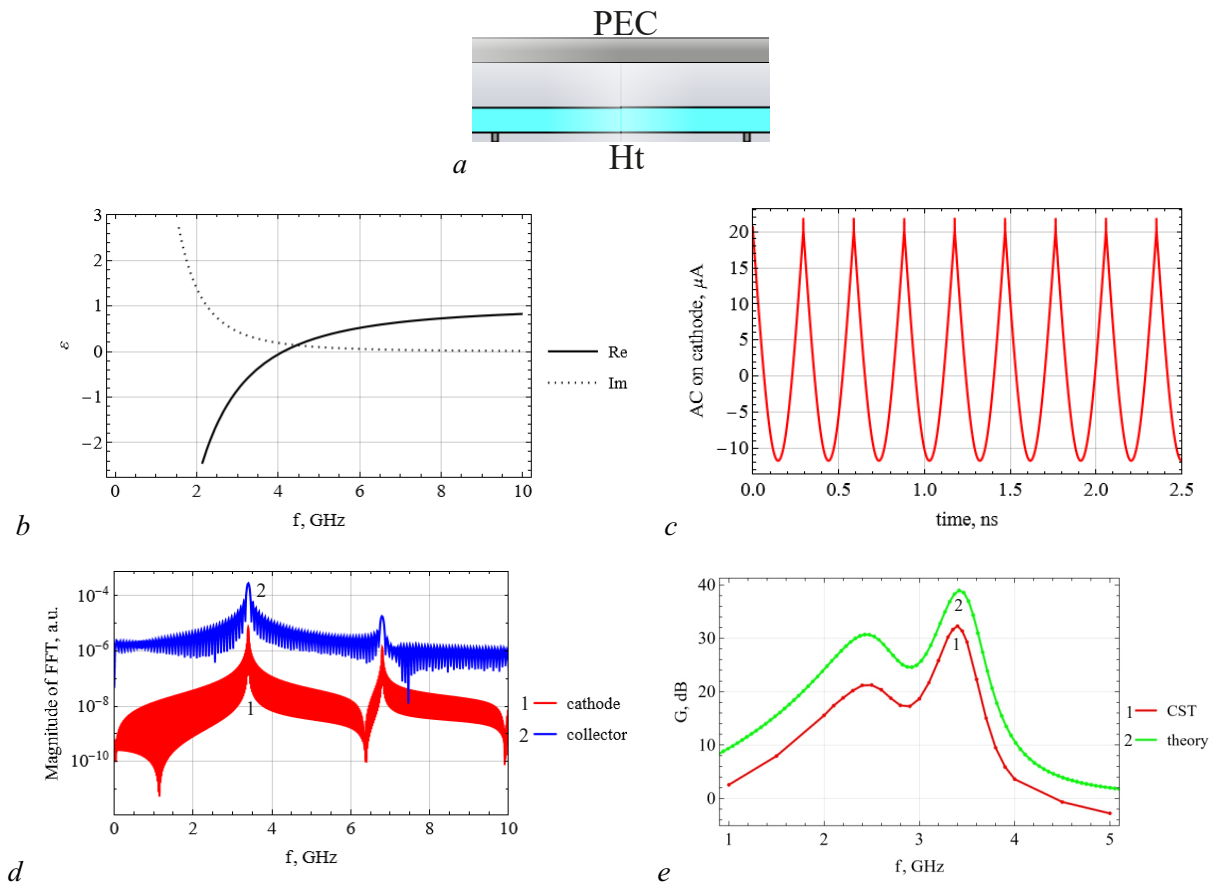 PEC
Ht
a
3
2
1
0
−1
−2
ε
0 2 4 6 8 10
f, GHz
Re
Im
b
20
15
10
5
0
−5
−10
AC on cathode, μA
0.0 0.5 1.0 1.5 2.0 2.5
time, ns
c
10⁻⁴
10⁻⁶
10⁻⁸
10⁻¹⁰
Magnitude of FFT, a.u.
2
1
0 2 4 6 8 10
f, GHz
1 cathode
2 collector
d
40
30
20
10
0
G, dB
2
1
1 2 3 4 5
f, GHz
1 CST
2 theory
e